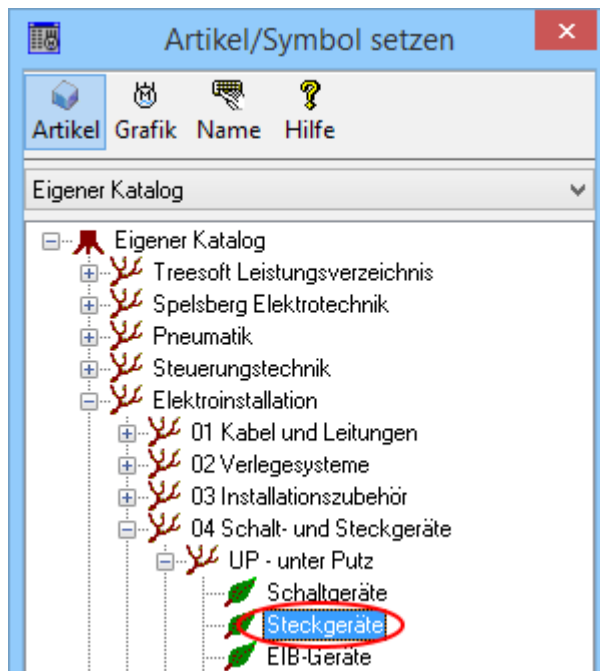 Artikel/Symbol setzen
Artikel Grafik Name Hilfe
Eigener Katalog
Eigener Katalog
Treesoft Leistungsverzeichnis
Spelsberg Elektrotechnik
Pneumatik
Steuerungstechnik
Elektroinstallation
01 Kabel und Leitungen
02 Verlegesysteme
03 Installationszubehör
04 Schalt- und Steckgeräte
UP - unter Putz
Schaltgeräte
Steckgeräte
EIB-Geräte